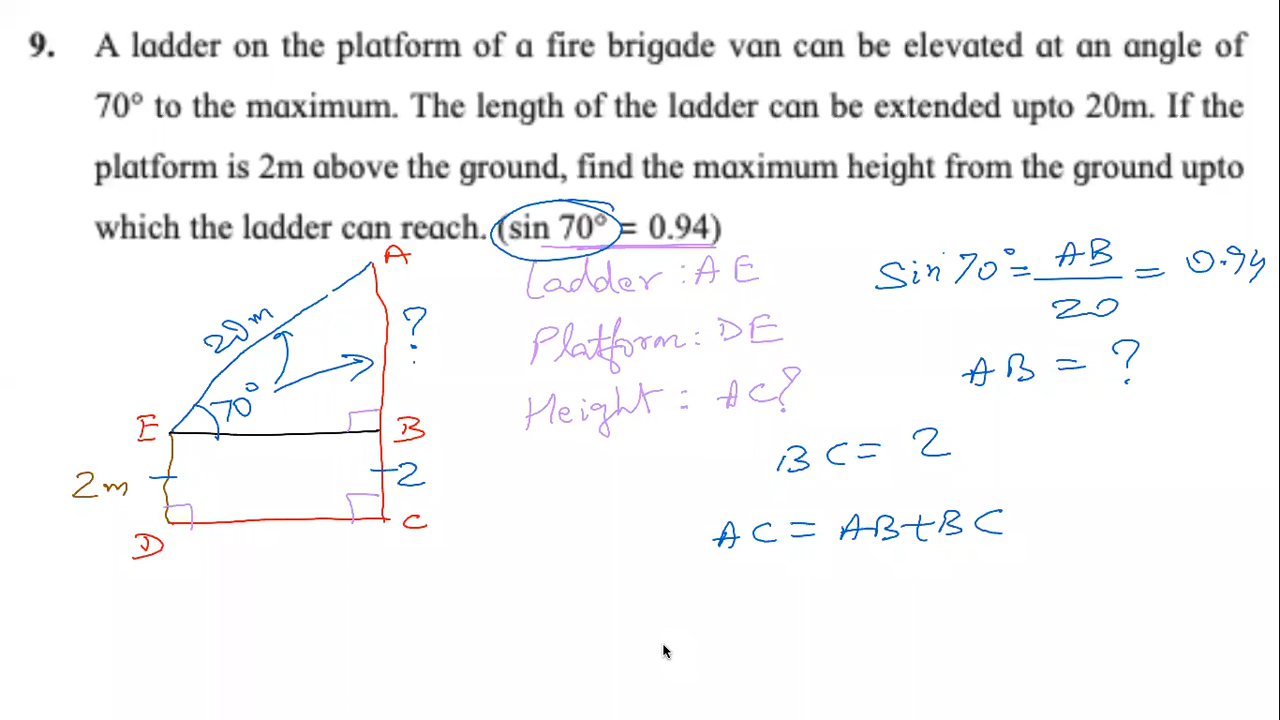 9. A ladder on the platform of a fire brigade van can be elevated at an angle of
70° to the maximum. The length of the ladder can be extended upto 20m. If the
platform is 2m above the ground, find the maximum height from the ground upto
which the ladder can reach. (sin 70° = 0.94)
A
20m
?
70°
E
B
2m
2
D
C
Ladder : AE
Platform : DE
Height : AC?
Sin 70° = AB/20 = 0.94
AB = ?
BC = 2
AC = AB+BC